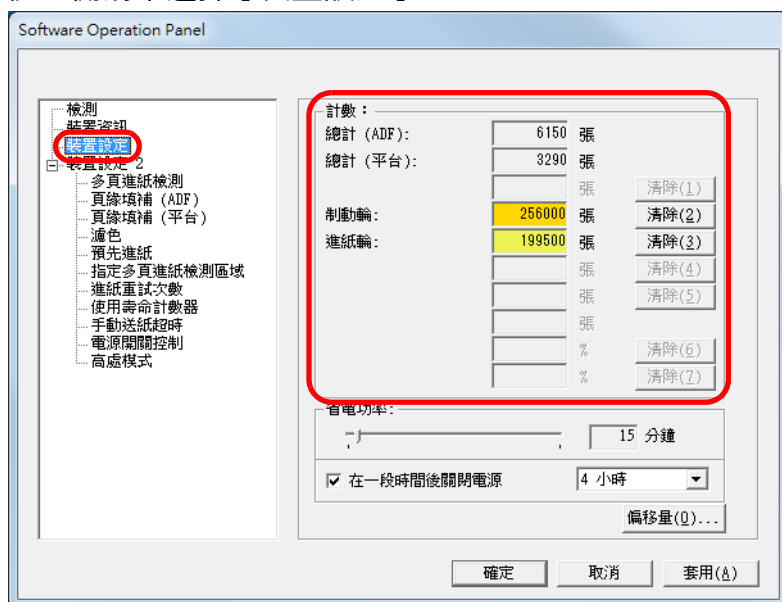 Software Operation Panel
檢測
裝置資訊
裝置設定
裝置設定 2
多頁進紙檢測
頁緣填補 (ADF)
頁緣填補 (平台)
濾色
預先進紙
指定多頁進紙檢測區域
進紙重試次數
使用壽命計數器
手動送紙超時
電源開關控制
高處模式
計數：
總計 (ADF): 6150 張
總計 (平台): 3290 張
張 清除(1)
制動輪: 256000 張 清除(2)
進紙輪: 199500 張 清除(3)
張 清除(4)
張 清除(5)
張
% 清除(6)
% 清除(7)
省電功率:
15 分鐘
在一段時間後關閉電源 4 小時
偏移量(O)...
確定 取消 套用(A)